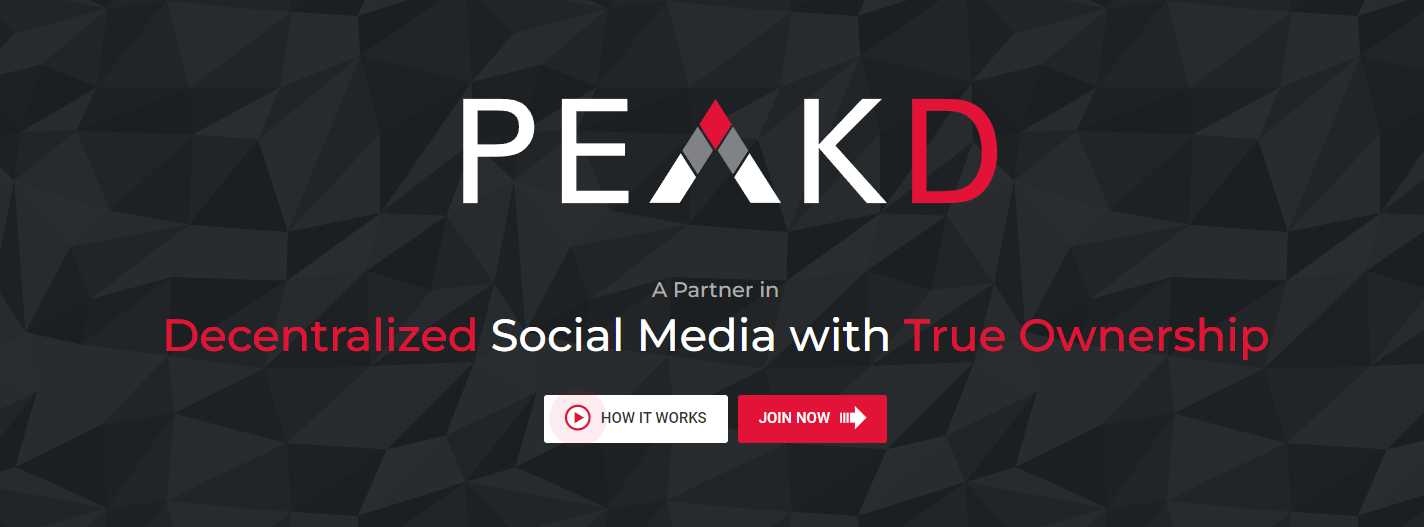 PEAKD
A Partner in
Decentralized Social Media with True Ownership
HOW IT WORKS
JOIN NOW